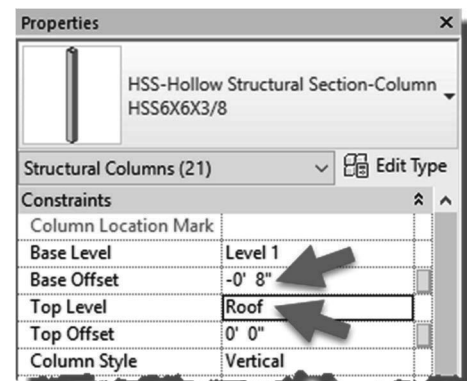 Properties ×
HSS-Hollow Structural Section-Column
HSS6X6X3/8
Structural Columns (21) Edit Type
Constraints
Column Location Mark
Base Level Level 1
Base Offset -0' 8"
Top Level Roof
Top Offset 0' 0"
Column Style Vertical